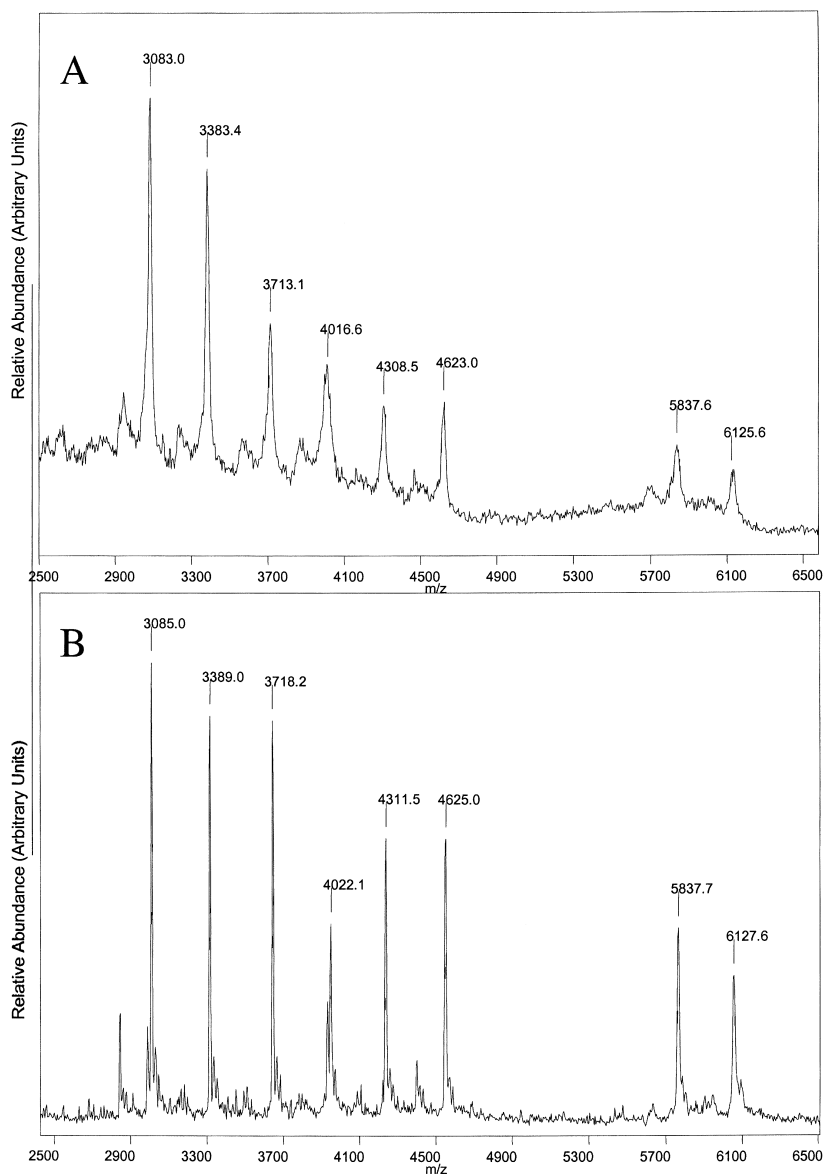 A
Relative Abundance (Arbitrary Units)
3083.0
3383.4
3713.1
4016.6
4308.5
4623.0
5837.6
6125.6
2500 2900 3300 3700 4100 4500 4900 5300 5700 6100 6500
m/z
B
Relative Abundance (Arbitrary Units)
3085.0
3389.0
3718.2
4022.1
4311.5
4625.0
5837.7
6127.6
2500 2900 3300 3700 4100 4500 4900 5300 5700 6100 6500
m/z